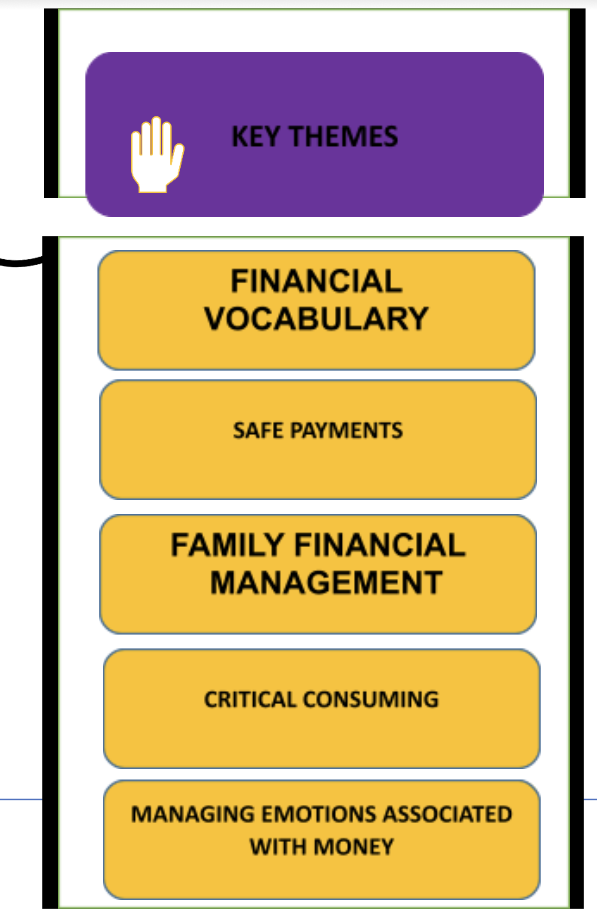 KEY THEMES
FINANCIAL
VOCABULARY
SAFE PAYMENTS
FAMILY FINANCIAL
MANAGEMENT
CRITICAL CONSUMING
MANAGING EMOTIONS ASSOCIATED
WITH MONEY